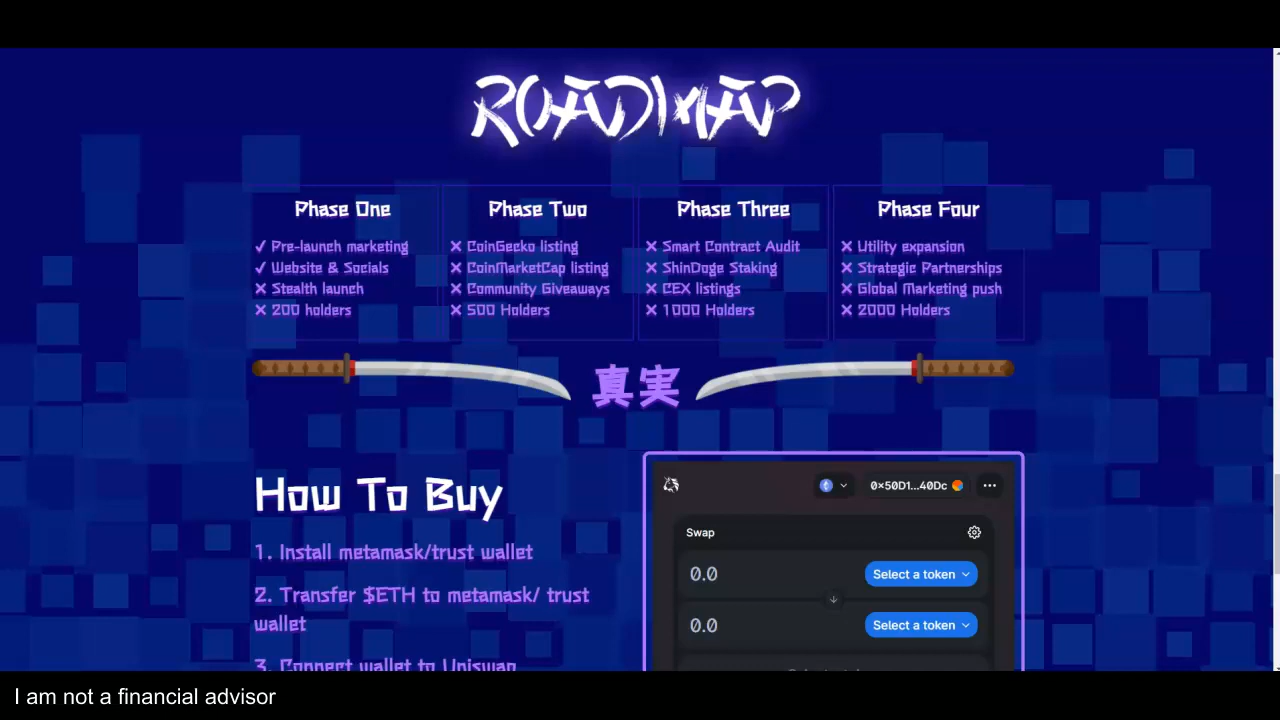 ROADMAP
Phase One
✓ Pre-launch marketing
✓ Website & Socials
✕ Stealth launch
✕ 200 holders
Phase Two
✕ CoinGecko listing
✕ CoinMarketCap listing
✕ Community Giveaways
✕ 500 Holders
Phase Three
✕ Smart Contract Audit
✕ ShinDoge Staking
✕ CEX listings
✕ 1000 Holders
Phase Four
✕ Utility expansion
✕ Strategic Partnerships
✕ Global Marketing push
✕ 2000 Holders
真実
How To Buy
1. Install metamask/trust wallet
2. Transfer $ETH to metamask/ trust
wallet
3. Connect wallet to Uniswap
0x50D1...40Dc
Swap
0.0
Select a token
0.0
Select a token
I am not a financial advisor